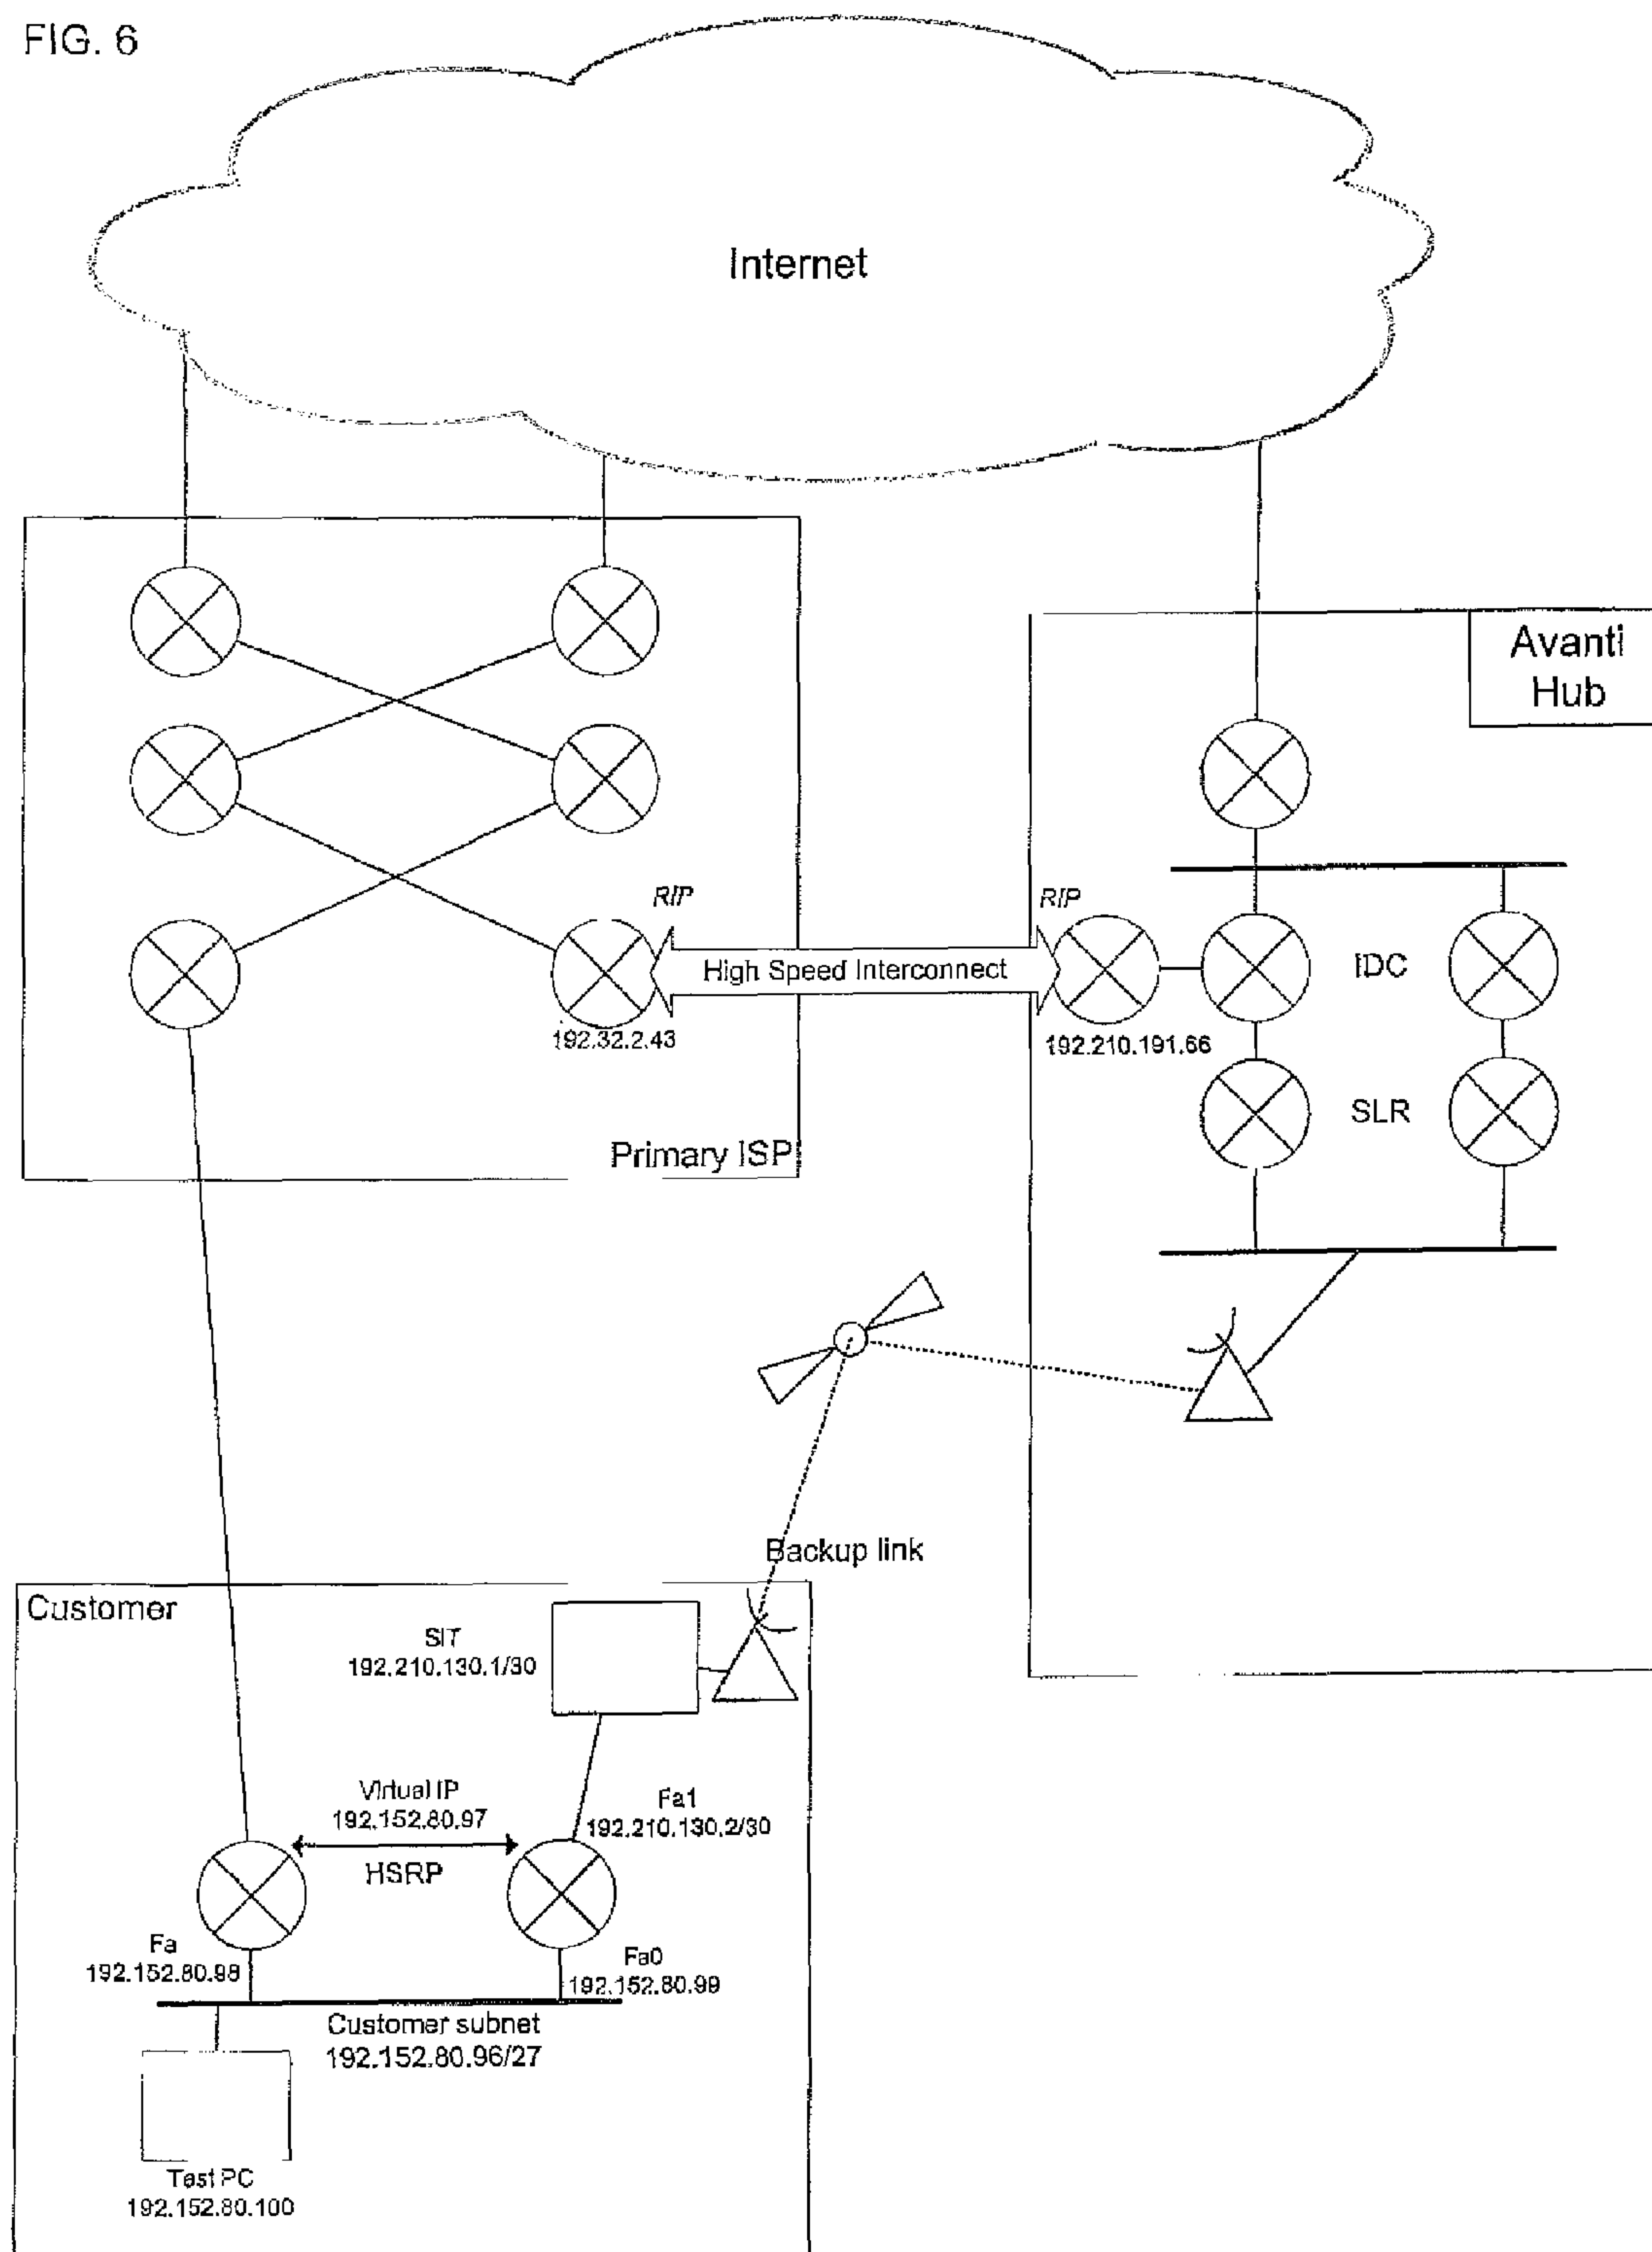 FIG. 6
Internet
Avanti
Hub
RIP
RIP
High Speed Interconnect
IDC
192.32.2.43
192.210.191.66
SLR
Primary ISP
Backup link
Customer
SIT
192.210.130.1/30
Virtual IP
192.152.80.97
Fa1
192.210.130.2/30
HSRP
Fa
192.152.80.98
Fa0
192.152.80.99
Customer subnet
192.152.80.96/27
Test PC
192.152.80.100